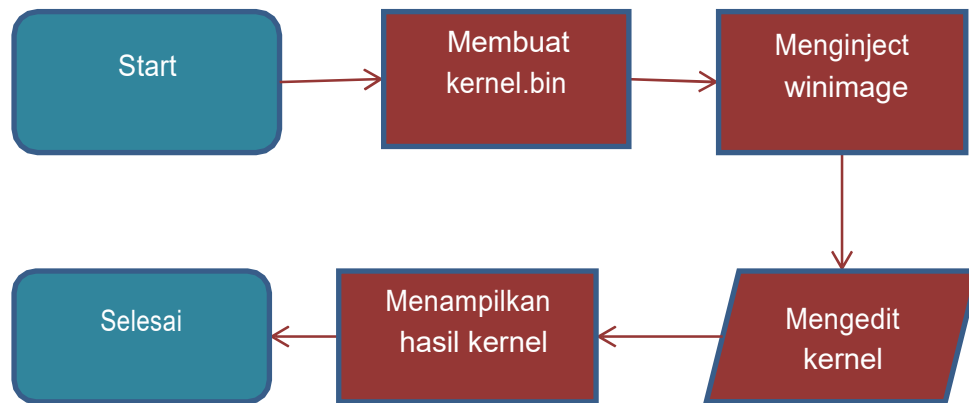 Start
Membuat
kernel.bin
Menginject
winimage
Mengedit
kernel
Menampilkan
hasil kernel
Selesai